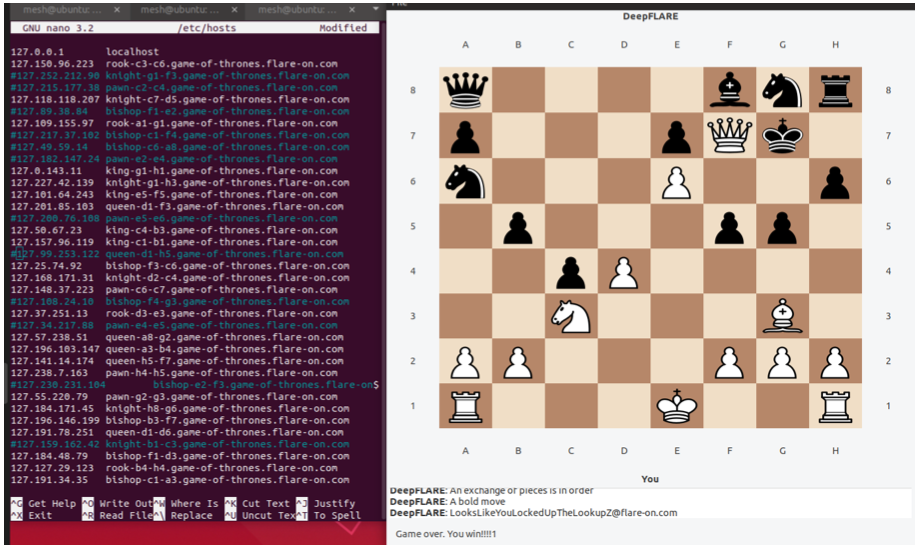 mesh@ubuntu: ... × mesh@ubuntu: ... × mesh@ubuntu: ... ×
GNU nano 3.2 /etc/hosts Modified
127.0.0.1 localhost
127.150.96.223 rook-c3-c6.game-of-thrones.flare-on.com
#127.252.212.90 knight-g1-f3.game-of-thrones.flare-on.com
#127.215.177.38 pawn-c2-c4.game-of-thrones.flare-on.com
127.118.118.207 knight-c7-d5.game-of-thrones.flare-on.com
#127.89.38.84 bishop-f1-e2.game-of-thrones.flare-on.com
127.109.155.97 rook-a1-g1.game-of-thrones.flare-on.com
#127.217.37.102 bishop-c1-f4.game-of-thrones.flare-on.com
#127.49.59.14 bishop-c6-a8.game-of-thrones.flare-on.com
#127.182.147.24 pawn-e2-e4.game-of-thrones.flare-on.com
127.0.143.11 king-g1-h1.game-of-thrones.flare-on.com
127.227.42.139 knight-g1-h3.game-of-thrones.flare-on.com
127.101.64.243 king-e5-f5.game-of-thrones.flare-on.com
127.201.85.103 queen-d1-f3.game-of-thrones.flare-on.com
#127.200.76.108 pawn-e5-e6.game-of-thrones.flare-on.com
127.50.67.23 king-c4-b3.game-of-thrones.flare-on.com
127.157.96.119 king-c1-b1.game-of-thrones.flare-on.com
#127.99.253.122 queen-d1-h5.game-of-thrones.flare-on.com
127.25.74.92 bishop-f3-c6.game-of-thrones.flare-on.com
127.168.171.31 knight-d2-c4.game-of-thrones.flare-on.com
127.148.37.223 pawn-c6-c7.game-of-thrones.flare-on.com
#127.108.24.10 bishop-f4-g3.game-of-thrones.flare-on.com
127.37.251.13 rook-d3-e3.game-of-thrones.flare-on.com
#127.34.217.88 pawn-e4-e5.game-of-thrones.flare-on.com
127.57.238.51 queen-a8-g2.game-of-thrones.flare-on.com
127.196.103.147 queen-a3-b4.game-of-thrones.flare-on.com
127.141.14.174 queen-h5-f7.game-of-thrones.flare-on.com
127.238.7.163 pawn-h4-h5.game-of-thrones.flare-on.com
#127.230.231.104 bishop-e2-f3.game-of-thrones.flare-on$
127.55.220.79 pawn-g2-g3.game-of-thrones.flare-on.com
127.184.171.45 knight-h8-g6.game-of-thrones.flare-on.com
127.196.146.199 bishop-b3-f7.game-of-thrones.flare-on.com
127.191.78.251 queen-d1-d6.game-of-thrones.flare-on.com
#127.159.162.42 knight-b1-c3.game-of-thrones.flare-on.com
127.184.48.79 bishop-f1-d3.game-of-thrones.flare-on.com
127.127.29.123 rook-b4-h4.game-of-thrones.flare-on.com
127.191.34.35 bishop-c1-a3.game-of-thrones.flare-on.com
^G Get Help ^O Write Out ^W Where Is ^K Cut Text ^J Justify
^X Exit ^R Read File ^\ Replace ^U Uncut Tex ^T To Spell
DeepFLARE
A B C D E F G H
8 8
7 7
6 6
5 5
4 4
3 3
2 2
1 1
A B C D E F G H
You
DeepFLARE: An exchange of pieces is in order
DeepFLARE: A bold move
DeepFLARE: LooksLikeYouLockedUpTheLookupZ@flare-on.com
Game over. You win!!!!1